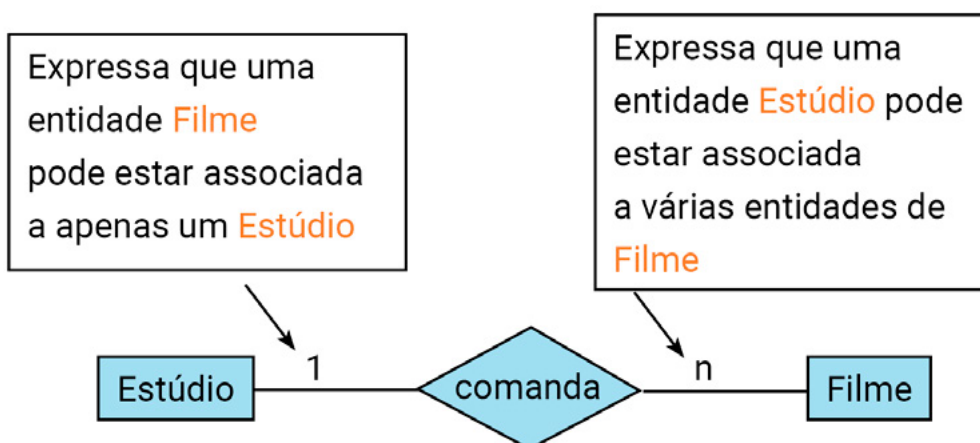 Expressa que uma
entidade Filme
pode estar associada
a apenas um Estúdio
Expressa que uma
entidade Estúdio pode
estar associada
a várias entidades de
Filme
Estúdio
1
comanda
n
Filme